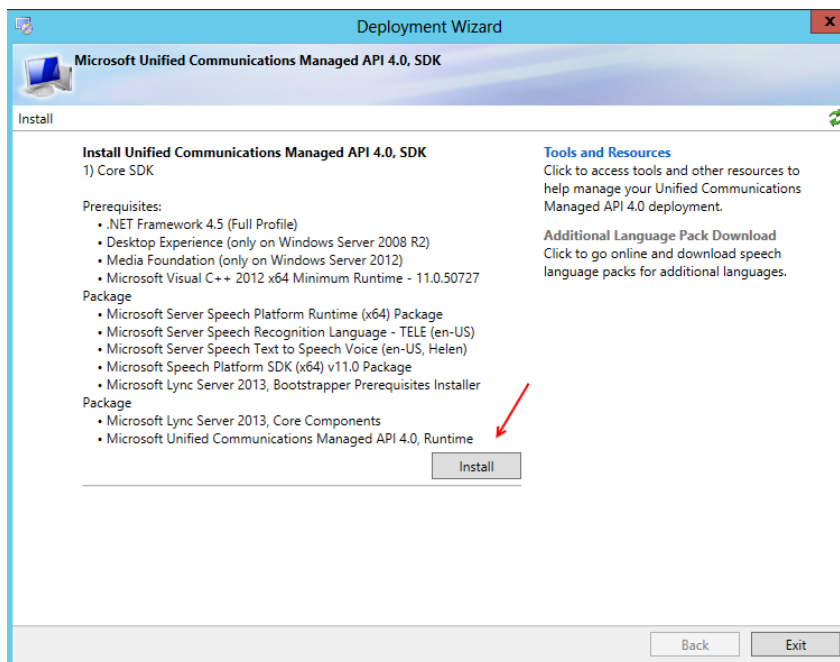 Deployment Wizard
x
Microsoft Unified Communications Managed API 4.0, SDK
Install
Install Unified Communications Managed API 4.0, SDK
1) Core SDK
Prerequisites:
• .NET Framework 4.5 (Full Profile)
• Desktop Experience (only on Windows Server 2008 R2)
• Media Foundation (only on Windows Server 2012)
• Microsoft Visual C++ 2012 x64 Minimum Runtime - 11.0.50727
Package
• Microsoft Server Speech Platform Runtime (x64) Package
• Microsoft Server Speech Recognition Language - TELE (en-US)
• Microsoft Server Speech Text to Speech Voice (en-US, Helen)
• Microsoft Speech Platform SDK (x64) v11.0 Package
• Microsoft Lync Server 2013, Bootstrapper Prerequisites Installer
Package
• Microsoft Lync Server 2013, Core Components
• Microsoft Unified Communications Managed API 4.0, Runtime
Install
Tools and Resources
Click to access tools and other resources to
help manage your Unified Communications
Managed API 4.0 deployment.
Additional Language Pack Download
Click to go online and download speech
language packs for additional languages.
Back
Exit